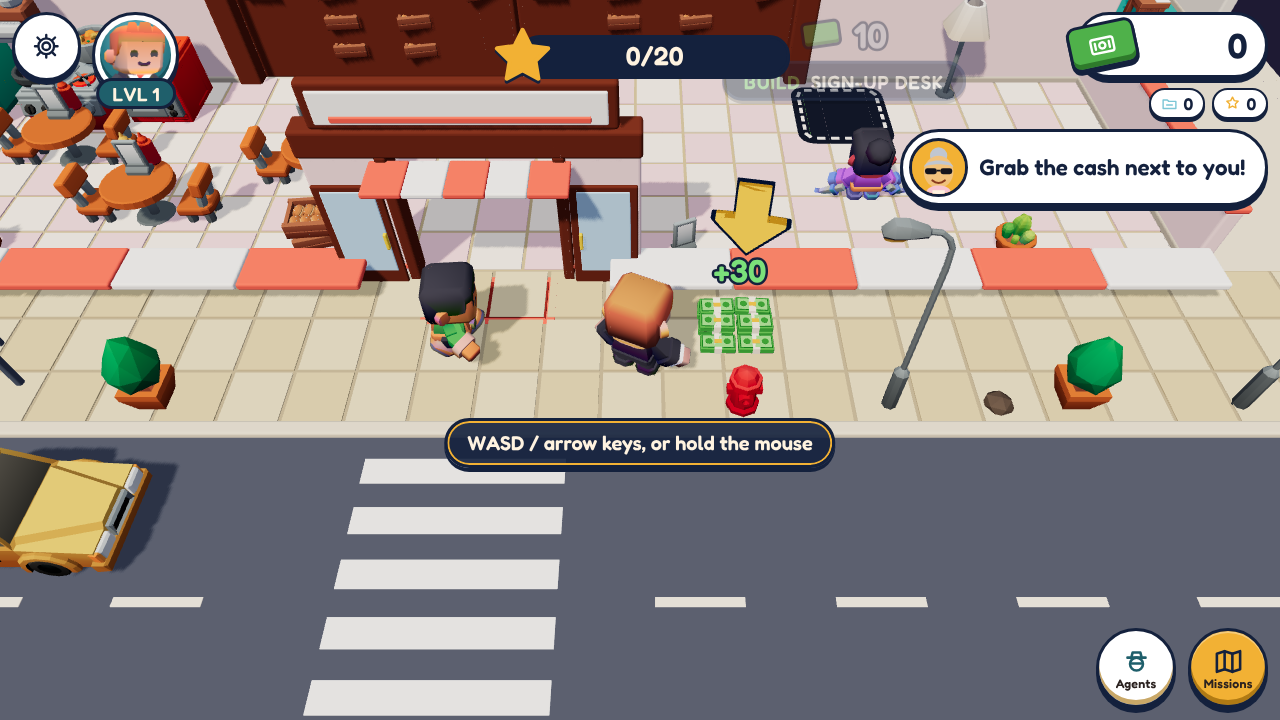 0/20
10
0
BUILD SIGN-UP DESK
LVL 1
0
0
Grab the cash next to you!
+30
WASD / arrow keys, or hold the mouse
Agents
Missions